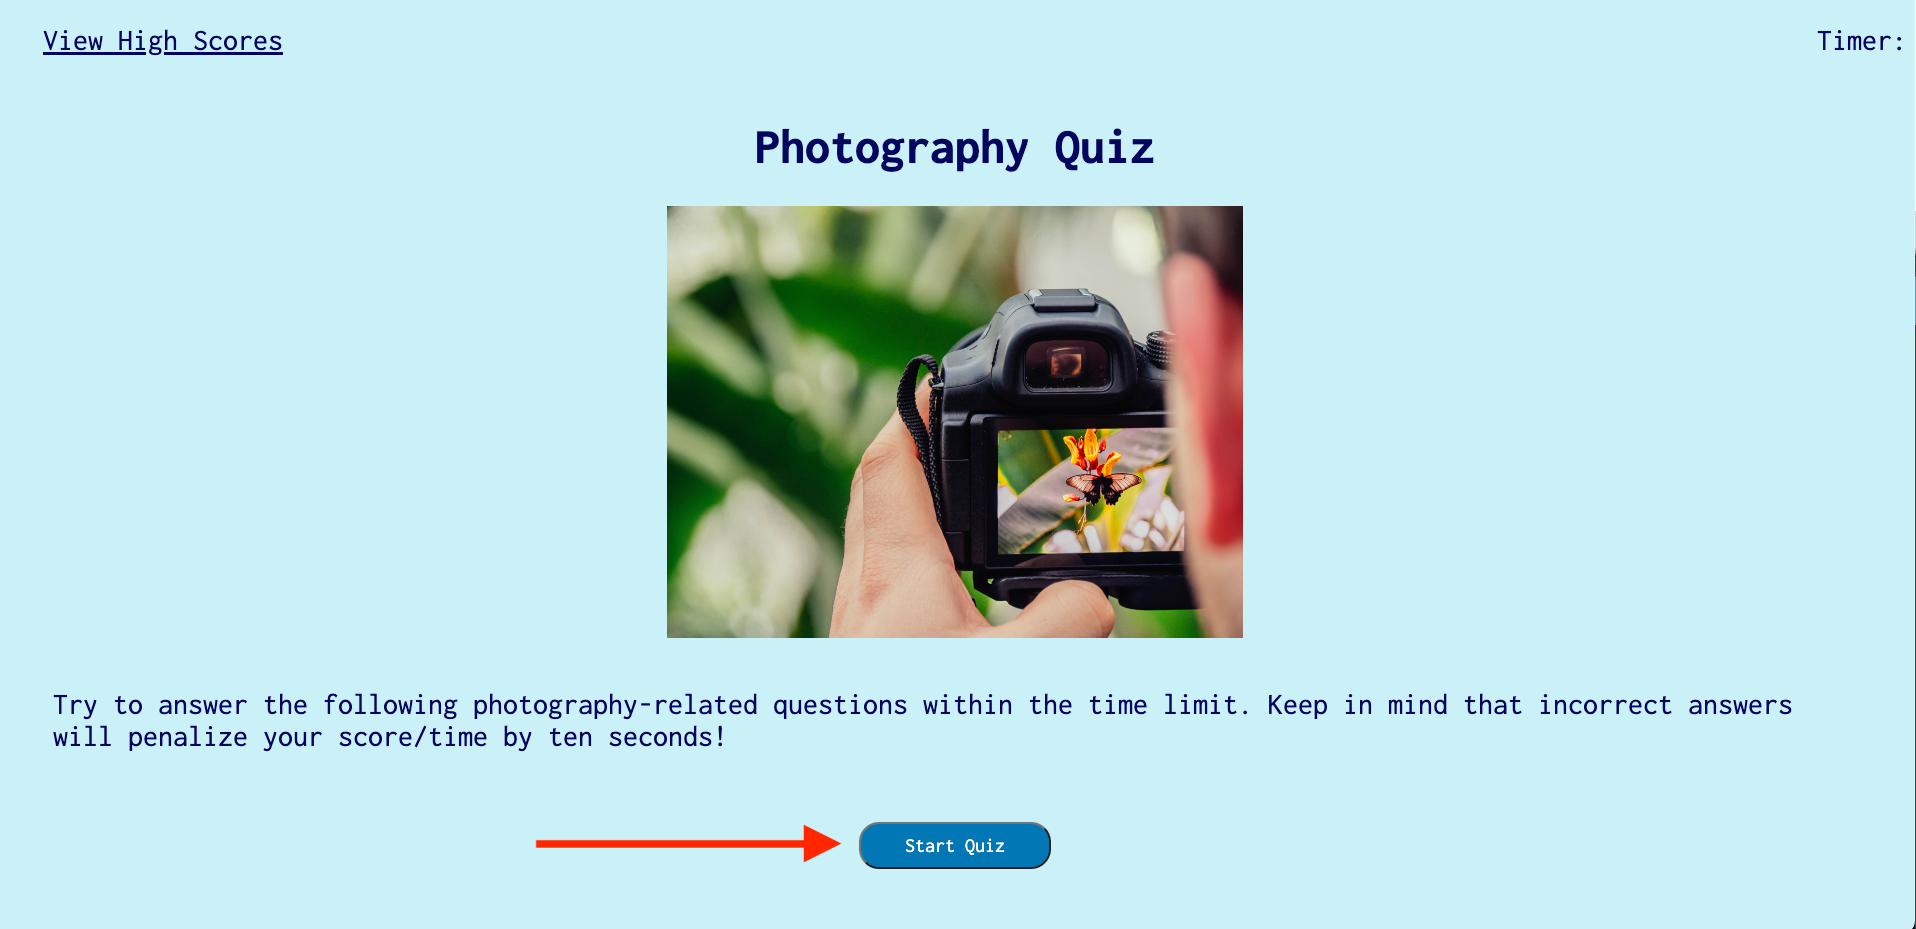 View High Scores
Timer:
Photography Quiz
Try to answer the following photography-related questions within the time limit. Keep in mind that incorrect answers
will penalize your score/time by ten seconds!
Start Quiz